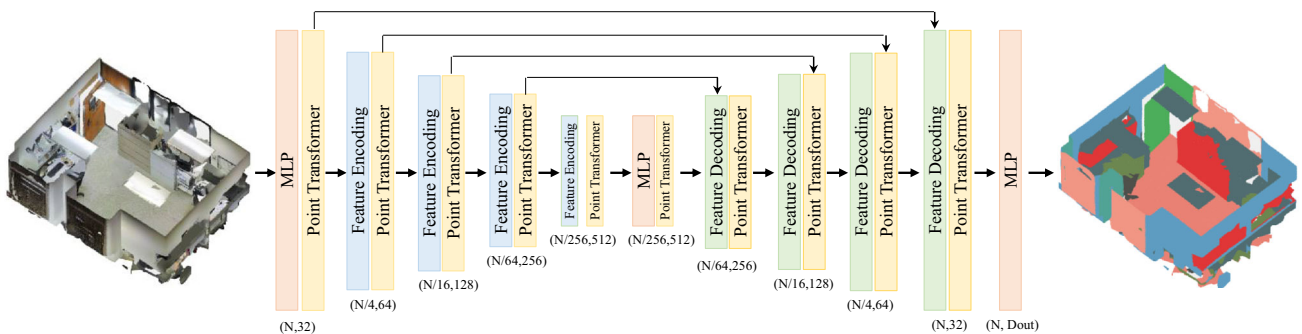 MLP
Point Transformer
(N,32)
Feature Encoding
Point Transformer
(N/4,64)
Feature Encoding
Point Transformer
(N/16,128)
Feature Encoding
Point Transformer
(N/64,256)
Feature Encoding
Point Transformer
(N/256,512)
MLP
Point Transformer
(N/256,512)
Feature Decoding
Point Transformer
(N/64,256)
Feature Decoding
Point Transformer
(N/16,128)
Feature Decoding
Point Transformer
(N/4,64)
Feature Decoding
Point Transformer
(N,32)
MLP
(N, Dout)